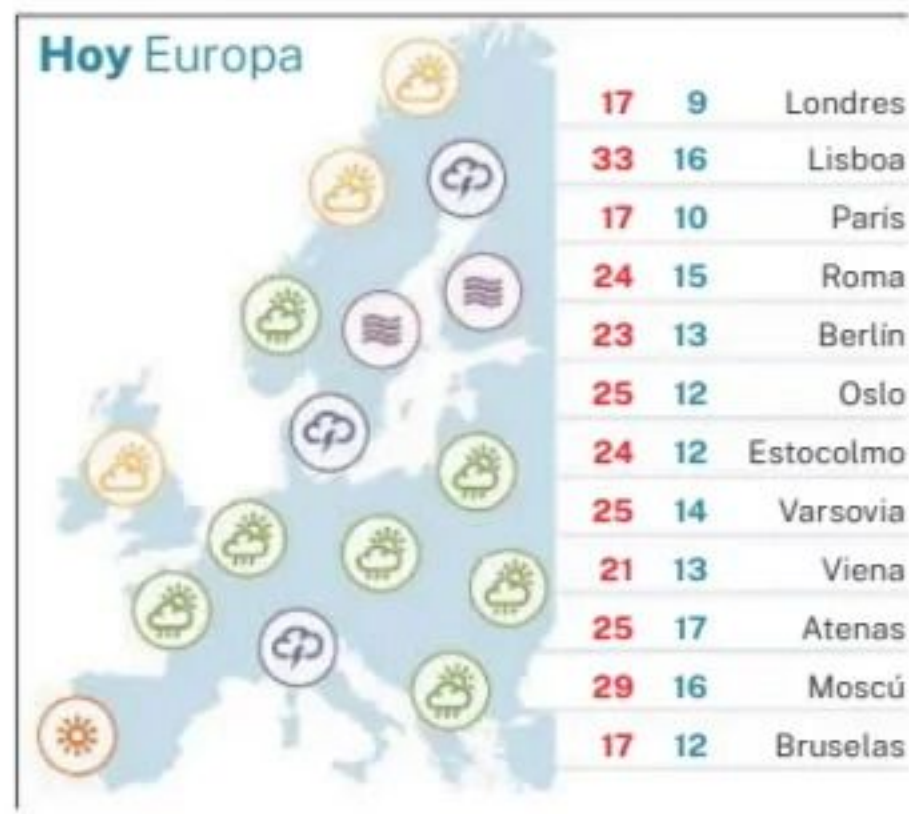 Hoy Europa
17 9 Londres
33 16 Lisboa
17 10 París
24 15 Roma
23 13 Berlín
25 12 Oslo
24 12 Estocolmo
25 14 Varsovia
21 13 Viena
25 17 Atenas
29 16 Moscú
17 12 Bruselas